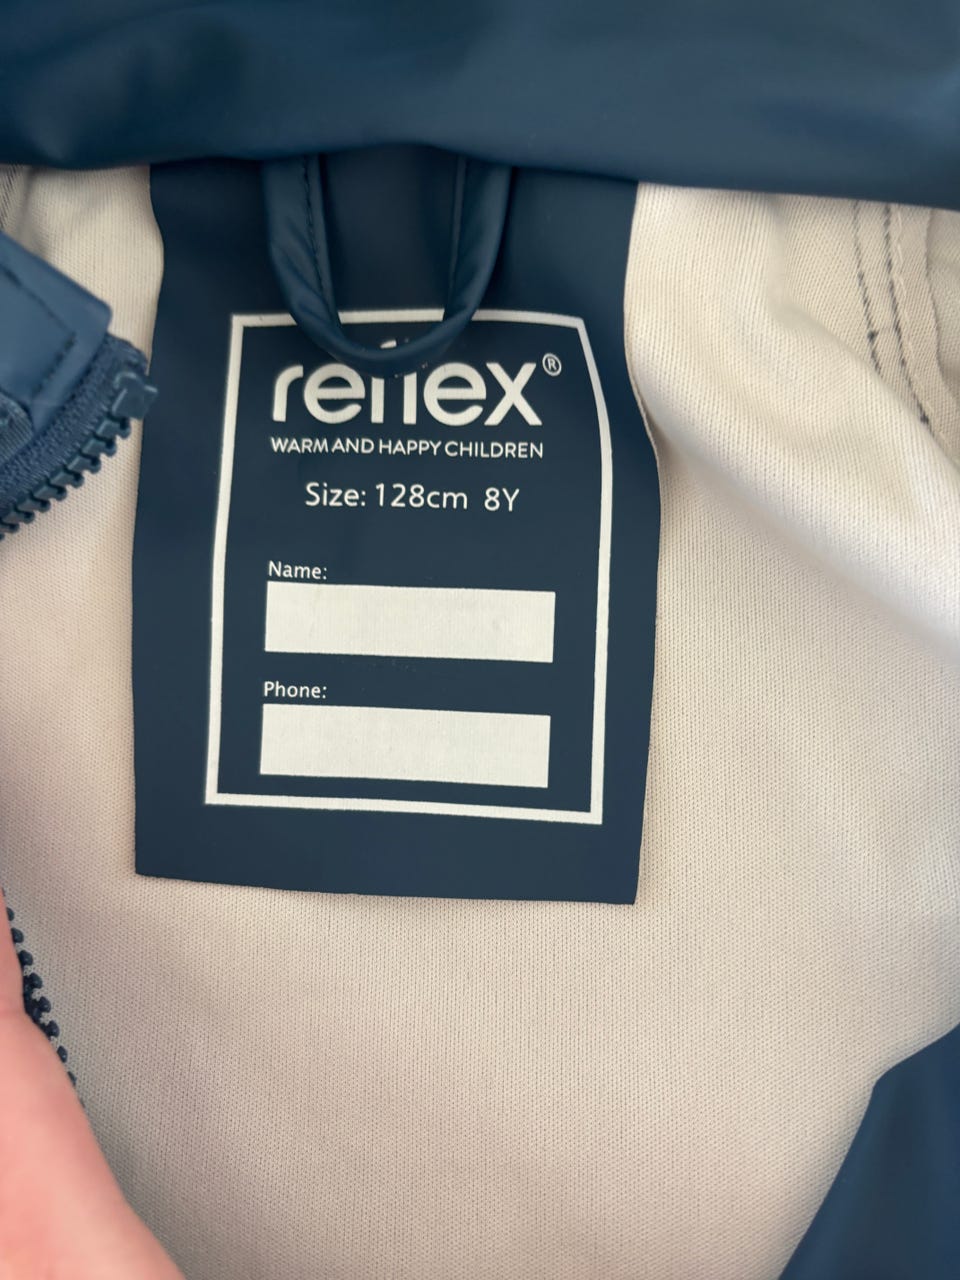 reflex®
WARM AND HAPPY CHILDREN
Size: 128cm 8Y
Name:
Phone: